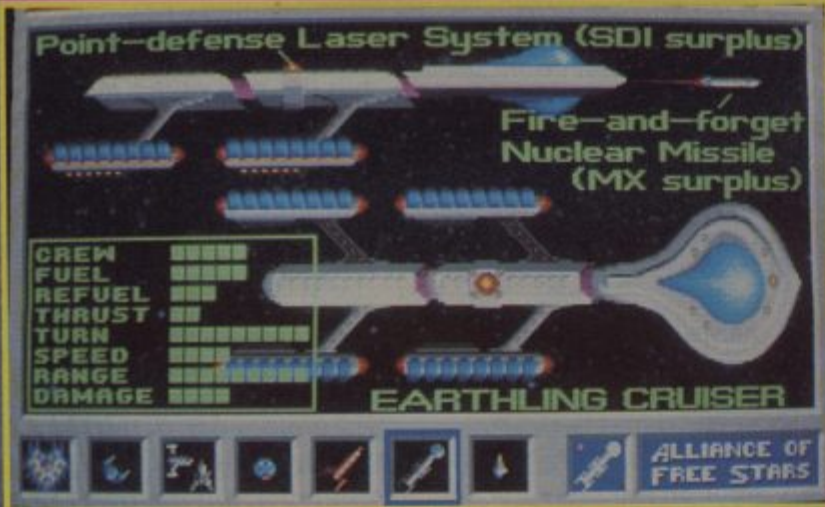 Point-defense Laser System (SDI surplus)
Fire-and-forget
Nuclear Missile
(MX surplus)
CREW
FUEL
REFUEL
THRUST
TURN
SPEED
RANGE
DAMAGE
EARTHLING CRUISER
ALLIANCE OF
FREE STARS